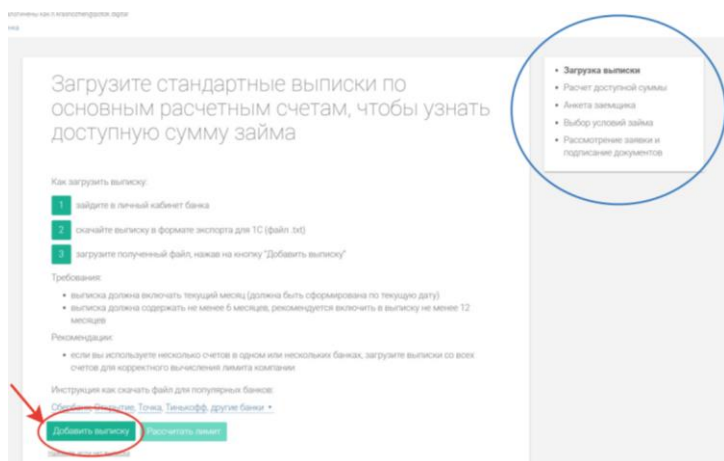 Загрузите стандартные выписки по
основным расчетным счетам, чтобы узнать
доступную сумму займа
Как загрузить выписку:
1 зайдите в личный кабинет банка
2 скачайте выписку в формате экспорта для 1С (файл .txt)
3 загрузите полученный файл, нажав на кнопку "Добавить выписку"
Требования:
• выписка должна включать текущий месяц (должна быть сформирована по текущую дату)
• выписка должна содержать не менее 6 месяцев, рекомендуется включить в выписку не менее 12
месяцев
Рекомендации:
• если вы используете несколько счетов в одном или нескольких банках, загрузите выписки со всех
счетов для корректного вычисления лимита компании
Инструкция как скачать файл для популярных банков:
Сбербанк, Открытие, Точка, Тинькофф, другие банки
Добавить выписку Рассчитать лимит
• Загрузка выписки
• Расчет доступной суммы
• Анкета заемщика
• Выбор условий займа
• Рассмотрение заявки и
подписание документов